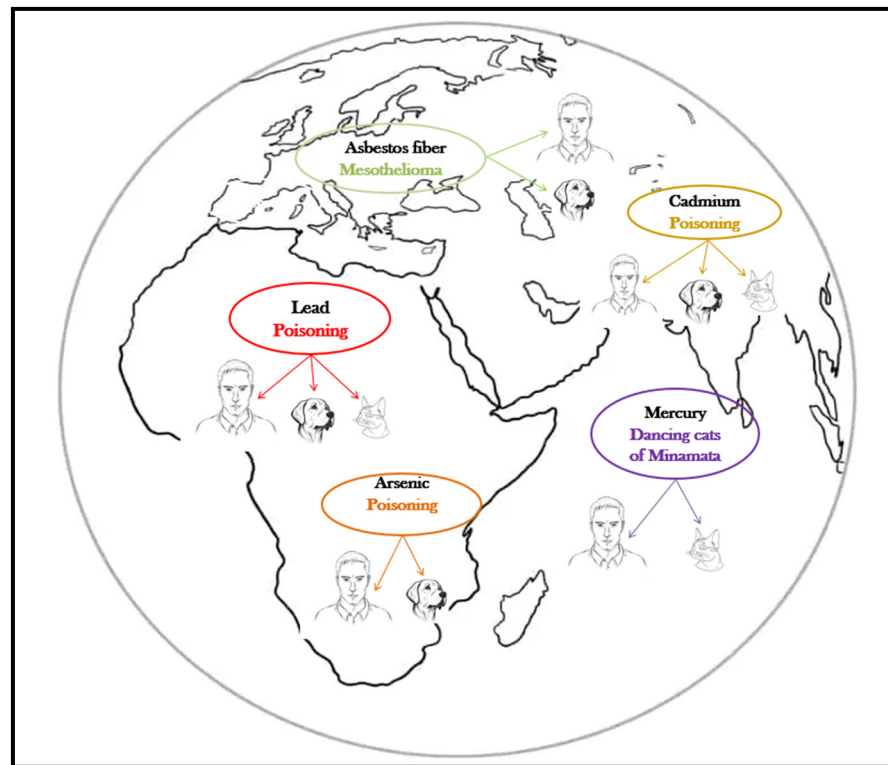 Asbestos fiber
Mesothelioma
Cadmium
Poisoning
Lead
Poisoning
Mercury
Dancing cats
of Minamata
Arsenic
Poisoning